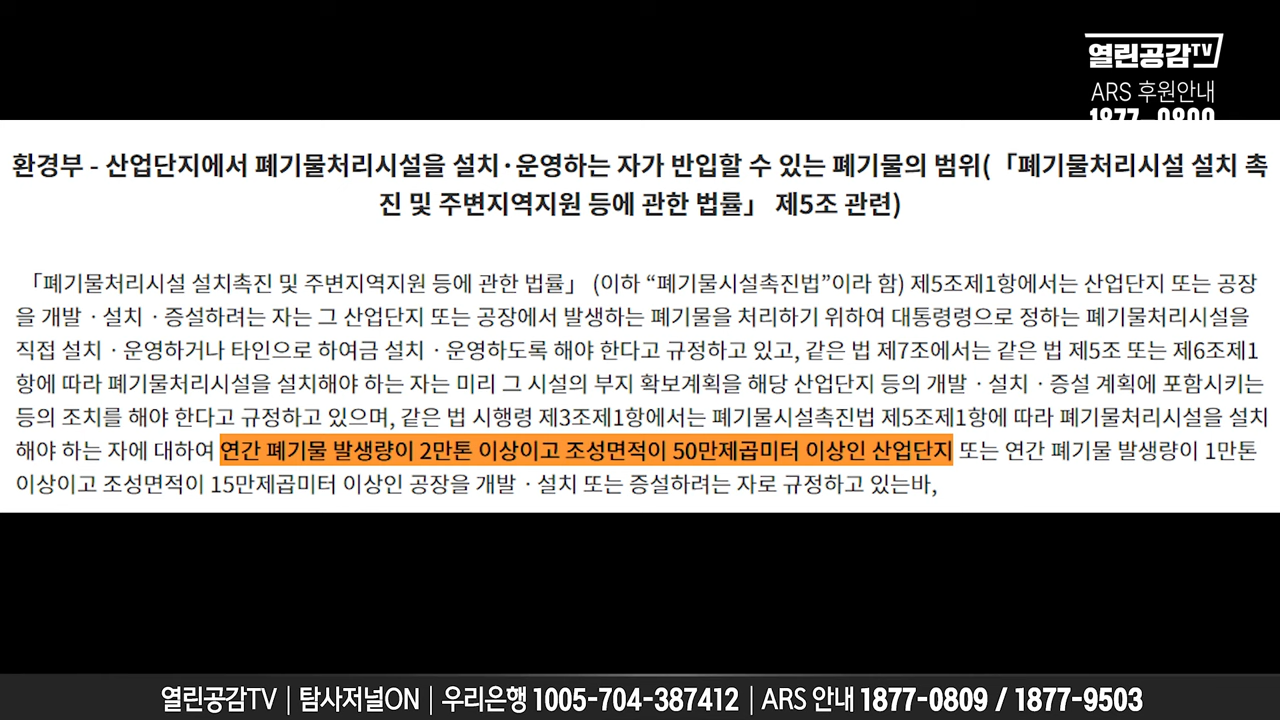 열린공감TV
ARS 후원안내
1877-0800
환경부 - 산업단지에서 폐기물처리시설을 설치·운영하는 자가 반입할 수 있는 폐기물의 범위(「폐기물처리시설 설치 촉
진 및 주변지역지원 등에 관한 법률」 제5조 관련)
「폐기물처리시설 설치촉진 및 주변지역지원 등에 관한 법률」 (이하 “폐기물시설촉진법”이라 함) 제5조제1항에서는 산업단지 또는 공장
을 개발ㆍ설치ㆍ증설하려는 자는 그 산업단지 또는 공장에서 발생하는 폐기물을 처리하기 위하여 대통령령으로 정하는 폐기물처리시설을
직접 설치ㆍ운영하거나 타인으로 하여금 설치ㆍ운영하도록 해야 한다고 규정하고 있고, 같은 법 제7조에서는 같은 법 제5조 또는 제6조제1
항에 따라 폐기물처리시설을 설치해야 하는 자는 미리 그 시설의 부지 확보계획을 해당 산업단지 등의 개발ㆍ설치ㆍ증설 계획에 포함시키는
등의 조치를 해야 한다고 규정하고 있으며, 같은 법 시행령 제3조제1항에서는 폐기물시설촉진법 제5조제1항에 따라 폐기물처리시설을 설치
해야 하는 자에 대하여 연간 폐기물 발생량이 2만톤 이상이고 조성면적이 50만제곱미터 이상인 산업단지 또는 연간 폐기물 발생량이 1만톤
이상이고 조성면적이 15만제곱미터 이상인 공장을 개발ㆍ설치 또는 증설하려는 자로 규정하고 있는바,
열린공감TV | 탐사저널ON | 우리은행 1005-704-387412 | ARS 안내 1877-0809 / 1877-9503